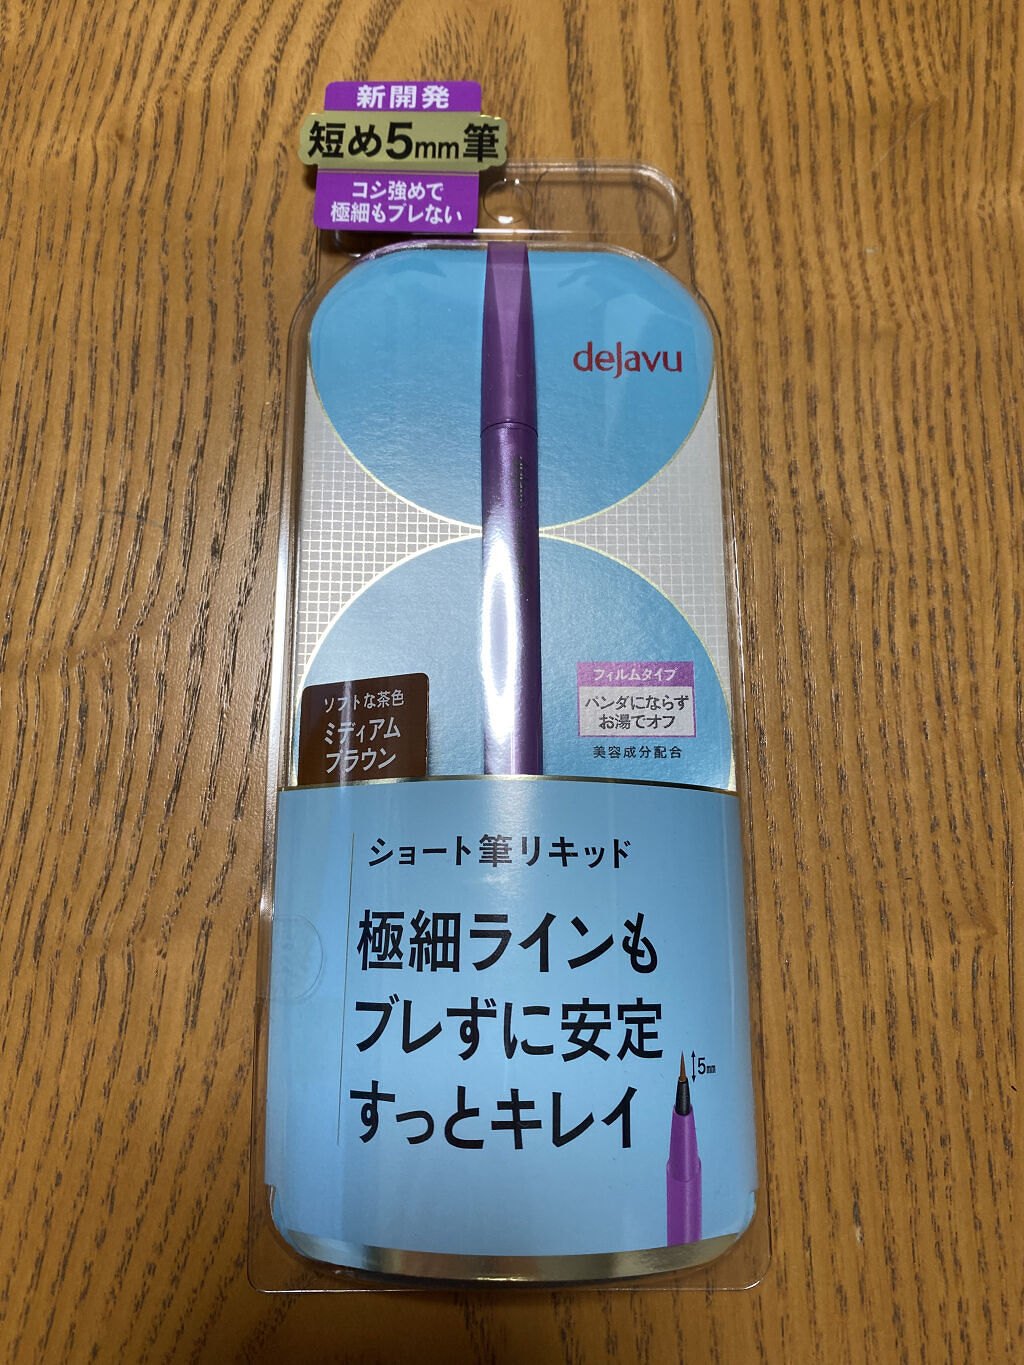 新開発
短め5mm筆
コシ強めで
極細もブレない
dejavu
フィルムタイプ
パンダにならず
お湯でオフ
美容成分配合
ソフトな茶色
ミディアム
ブラウン
ショート筆リキッド
極細ラインも
ブレずに安定
すっとキレイ
5mm